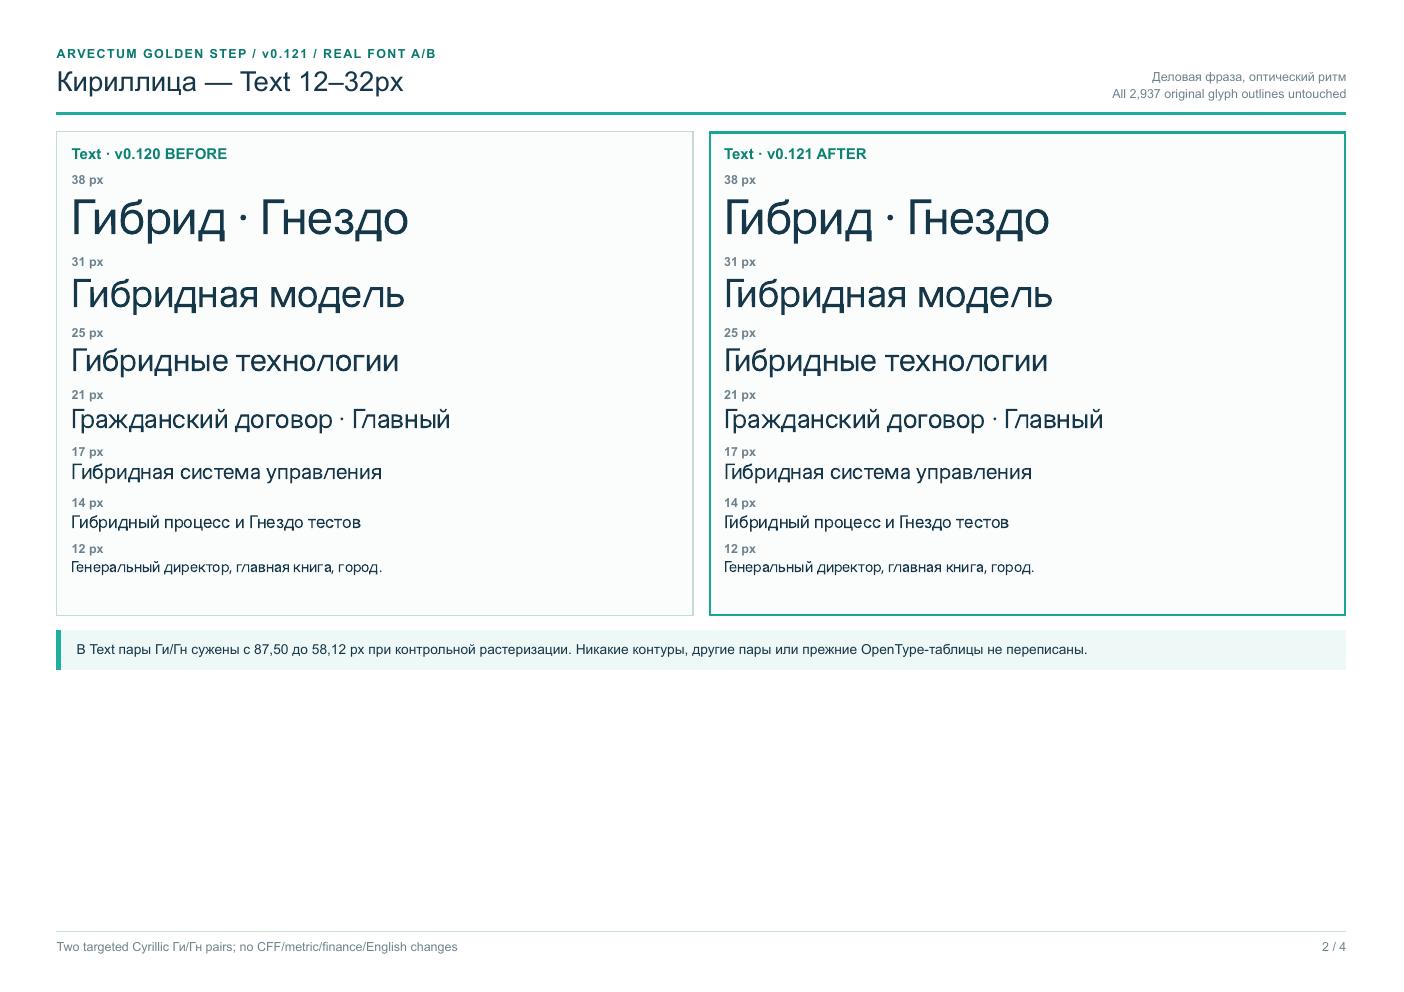 ARVECTUM GOLDEN STEP / v0.121 / REAL FONT A/B
Кириллица — Text 12–32px
Деловая фраза, оптический ритм
All 2,937 original glyph outlines untouched
Text · v0.120 BEFORE
38 px
Гибрид · Гнездо
31 px
Гибридная модель
25 px
Гибридные технологии
21 px
Гражданский договор · Главный
17 px
Гибридная система управления
14 px
Гибридный процесс и Гнездо тестов
12 px
Генеральный директор, главная книга, город.
Text · v0.121 AFTER
38 px
Гибрид · Гнездо
31 px
Гибридная модель
25 px
Гибридные технологии
21 px
Гражданский договор · Главный
17 px
Гибридная система управления
14 px
Гибридный процесс и Гнездо тестов
12 px
Генеральный директор, главная книга, город.
В Text пары Ги/Гн сужены с 87,50 до 58,12 px при контрольной растеризации. Никакие контуры, другие пары или прежние OpenType-таблицы не переписаны.
Two targeted Cyrillic Ги/Гн pairs; no CFF/metric/finance/English changes
2 / 4